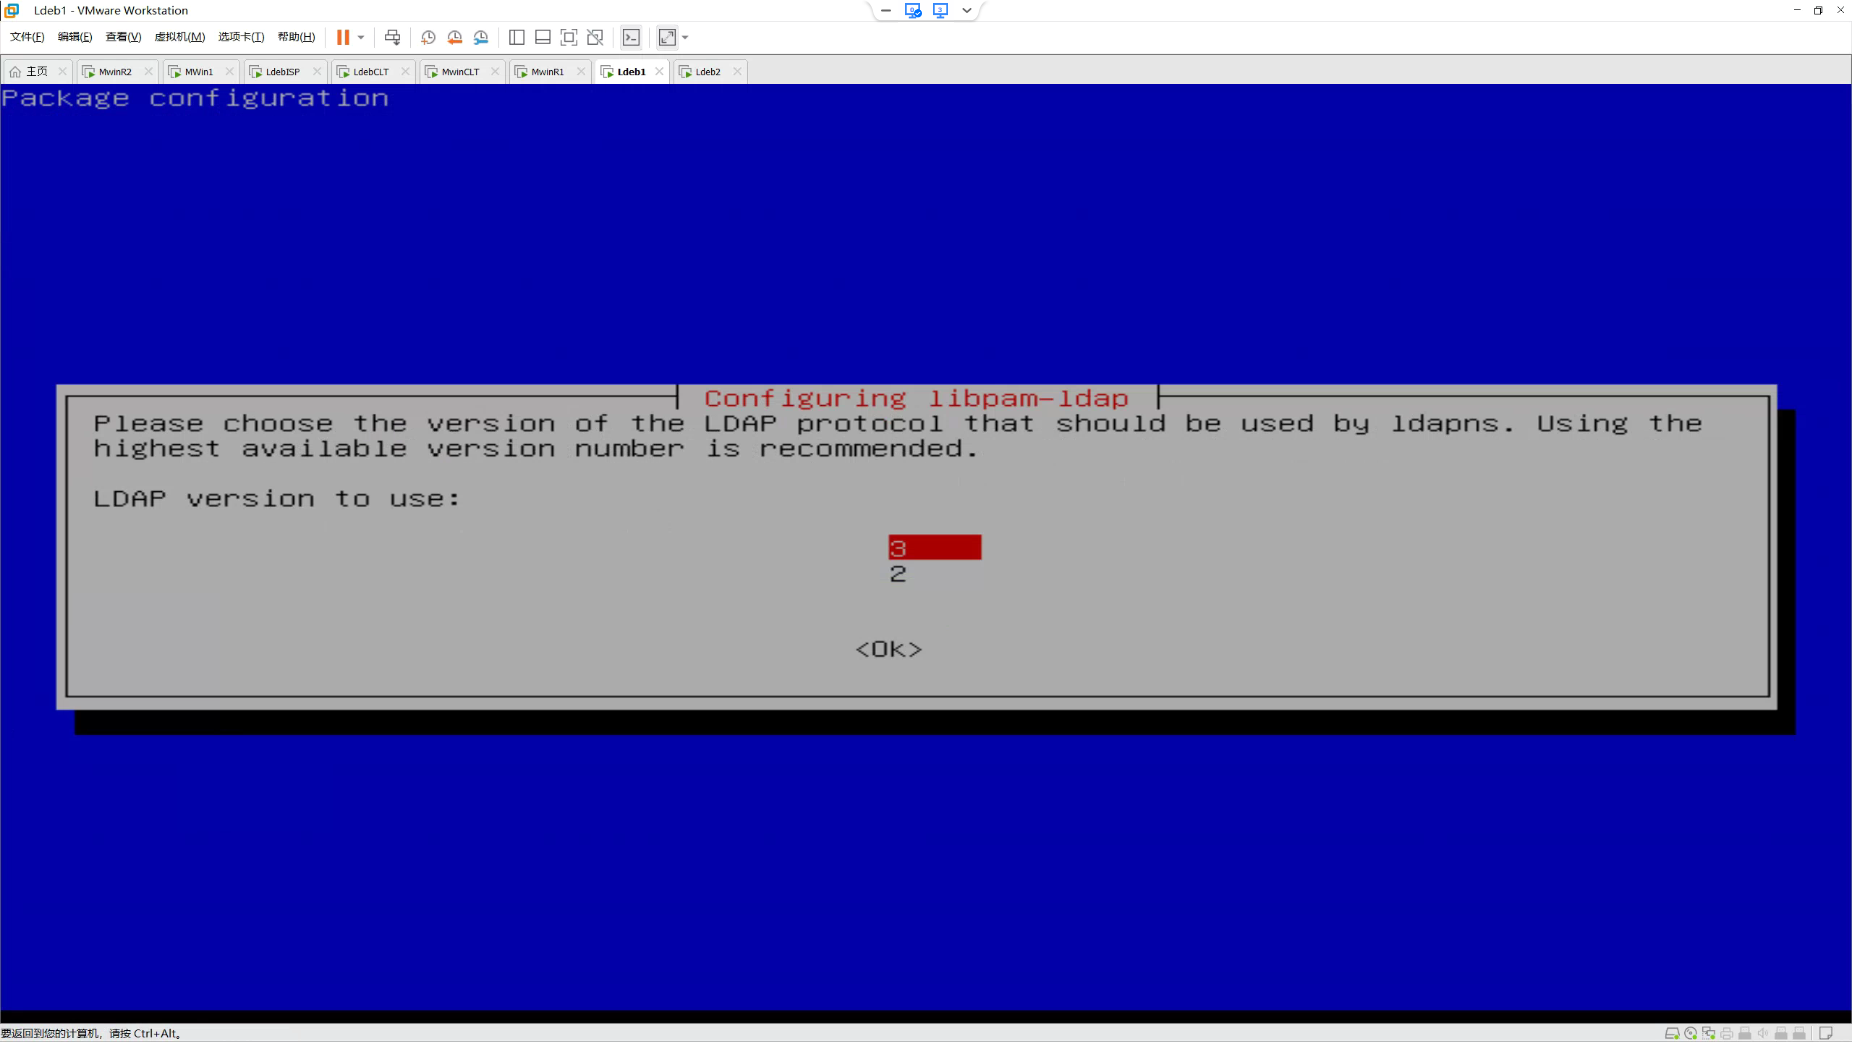 Ldeb1 - VMware Workstation
文件(F) 编辑(E) 查看(V) 虚拟机(M) 选项卡(T) 帮助(H)
主页 MwinR2 MWin1 LdebISP LdebCLT MwinCLT MwinR1 Ldeb1 Ldeb2
Package configuration
Configuring libpam-ldap
Please choose the version of the LDAP protocol that should be used by ldapns. Using the
highest available version number is recommended.
LDAP version to use:
3
2
<Ok>
要返回到您的计算机，请按 Ctrl+Alt。